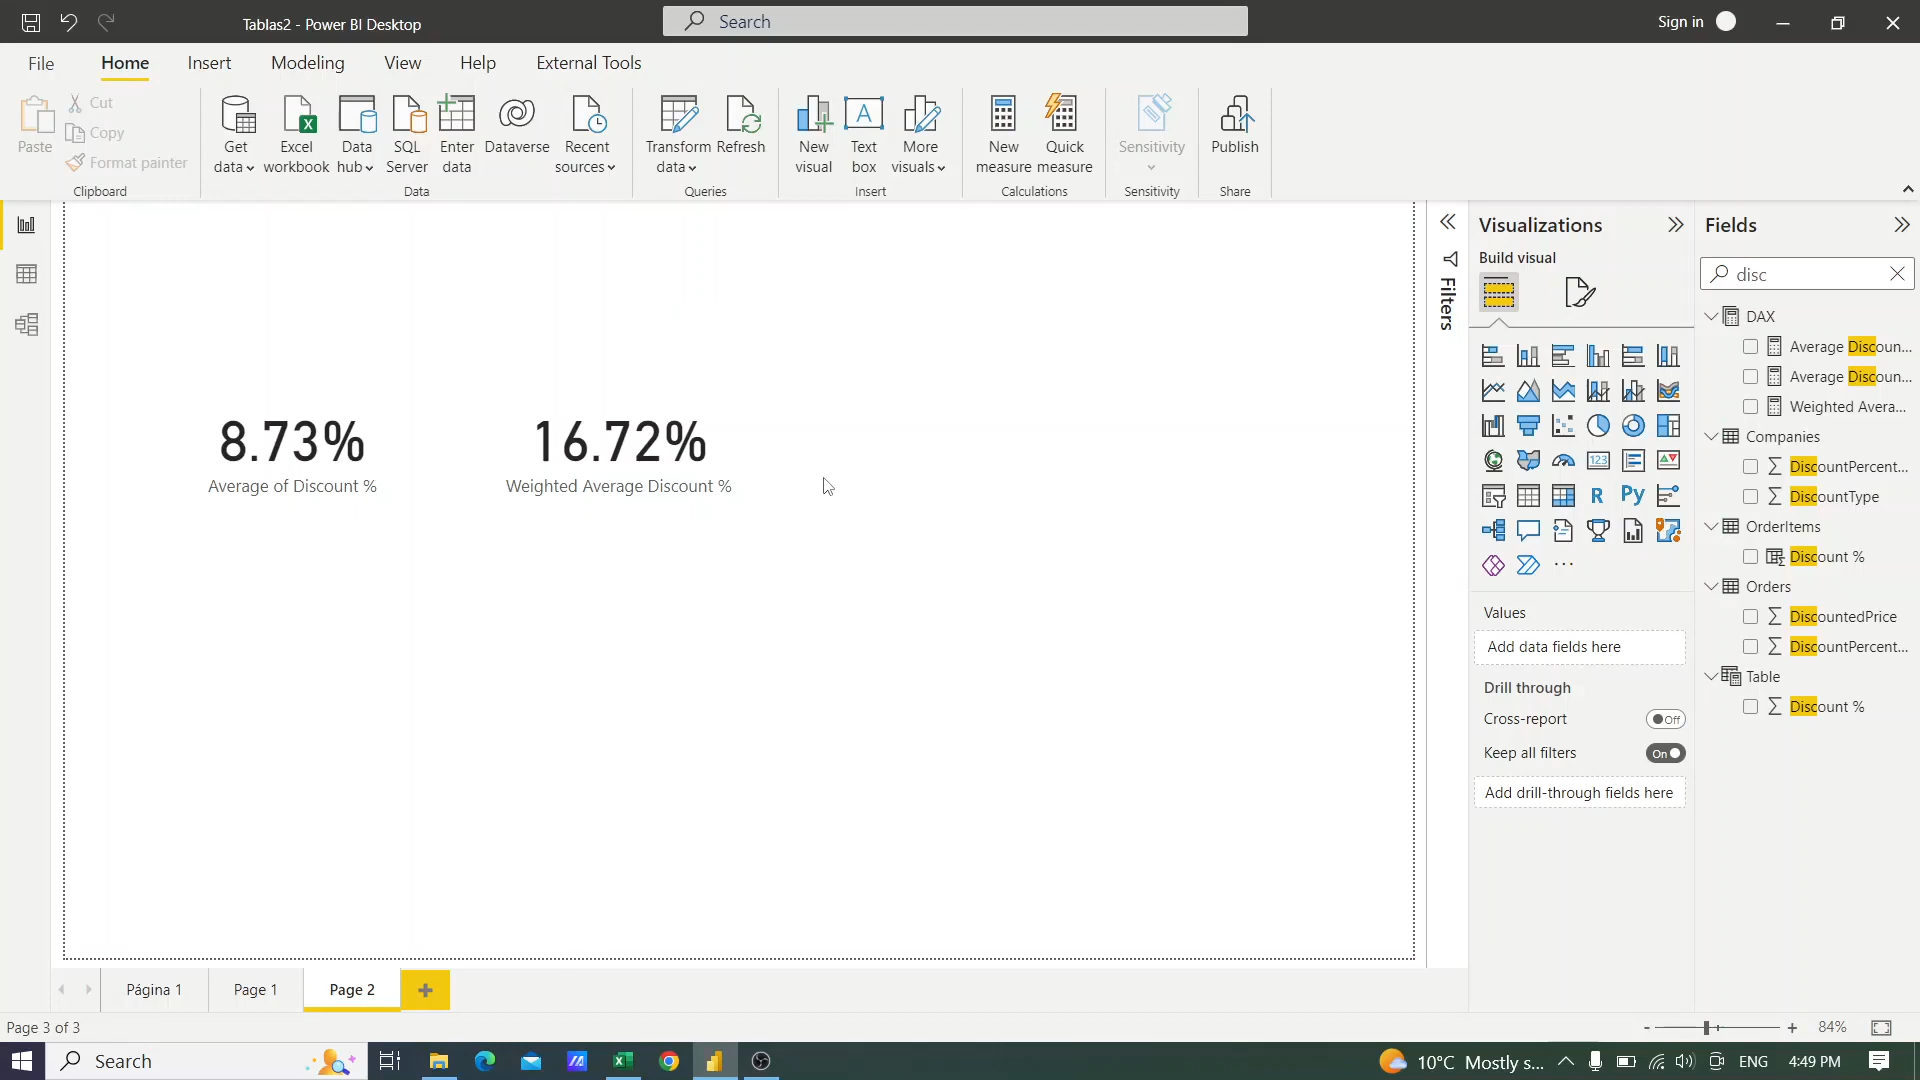 Tablas2 - Power BI Desktop
Search
Sign in
File
Home
Insert
Modeling
View
Help
External Tools
Paste
Cut
Copy
Format painter
Clipboard
Get data
Excel workbook
Data hub
SQL Server
Enter data
Dataverse
Recent sources
Data
Transform data
Refresh
Queries
New visual
Text box
A
More visuals
Insert
New measure
Quick measure
Calculations
Sensitivity
Sensitivity
Publish
Share
8.73%
Average of Discount %
16.72%
Weighted Average Discount %
Filters
Visualizations
Build visual
123
R
Py
...
Values
Add data fields here
Drill through
Cross-report
Off
Keep all filters
On
Add drill-through fields here
Fields
disc
DAX
Average Discoun...
Average Discoun...
Weighted Avera...
Companies
DiscountPercent...
DiscountType
OrderItems
Discount %
Orders
DiscountedPrice
DiscountPercent...
Table
Discount %
Página 1
Page 1
Page 2
+
Page 3 of 3
-
+
84%
Search
10°C Mostly s...
ENG
4:49 PM